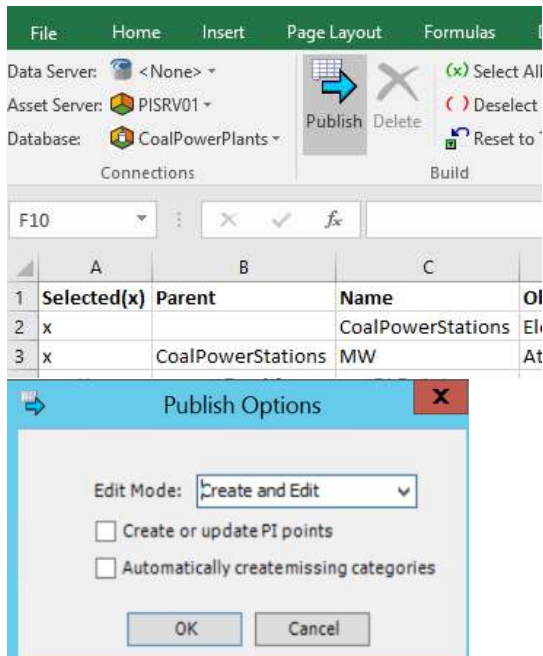 File Home Insert Page Layout Formulas
Data Server: <None> (x) Select All
Asset Server: PISRV01 ( ) Deselect
Publish Delete
Database: CoalPowerPlants Reset to
Connections Build
F10 fx
A B C
1 Selected(x) Parent Name
2 x CoalPowerStations
3 x CoalPowerStations MW
Publish Options
X
Edit Mode: Create and Edit
Create or update PI points
Automatically createmissing categories
OK Cancel